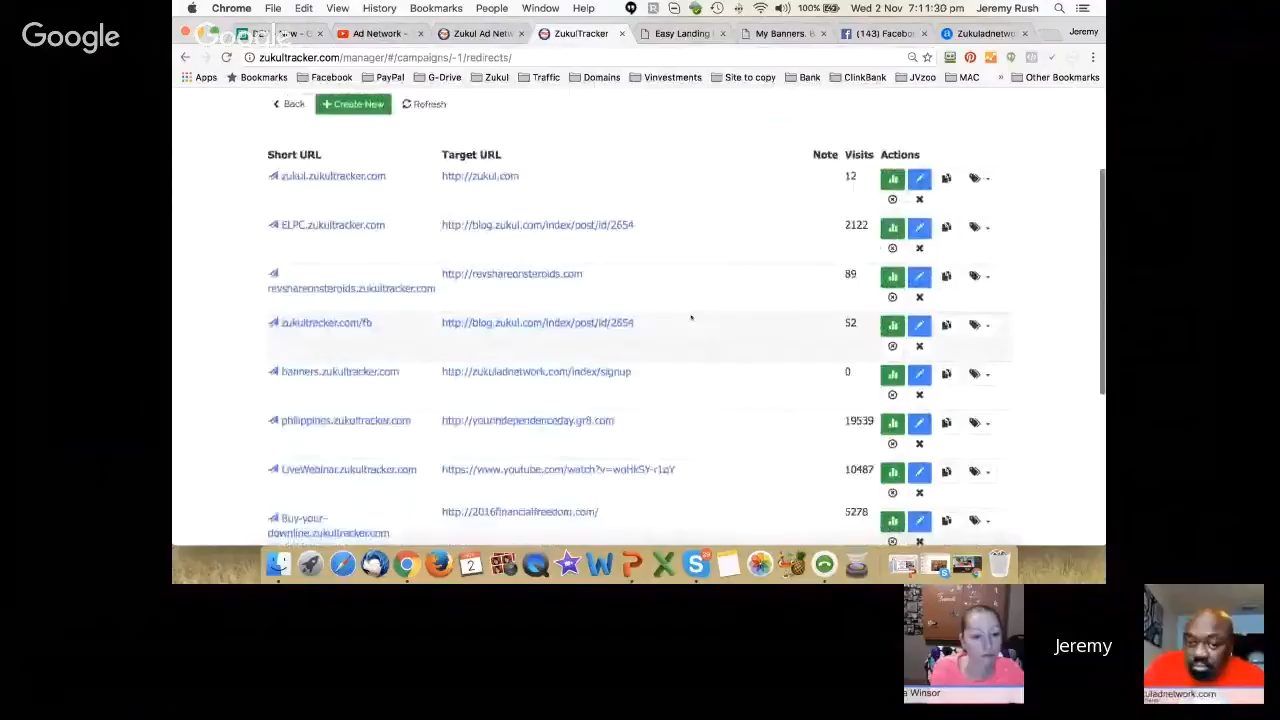 Google
Chrome File Edit View History Bookmarks People Window Help 100% Wed 2 Nov 7:11:30 pm Jeremy Rush
Ad Network - Zukul Ad Netw ZukulTracker Easy Landing My Banners. B (143) Facebo Zukuladnetwo Jeremy
zukultracker.com/manager/#/campaigns/-1/redirects/
Apps Bookmarks Facebook PayPal G-Drive Zukul Traffic Domains Vinvestments Site to copy Bank ClickBank JVzoo MAC » Other Bookmarks
Back + Create New Refresh
Short URL Target URL Note Visits Actions
zukul.zukultracker.com http://zukul.com 12
ELPC.zukultracker.com http://blog.zukul.com/index/post/id/2654 2122
revshareonsteroids.zukultracker.com http://revshareonsteroids.com 89
zukultracker.com/fb http://blog.zukul.com/index/post/id/2654 52
banners.zukultracker.com http://zukuladnetwork.com/index/signup 0
philippines.zukultracker.com 19539
LiveWebinar.zukultracker.com 10487
Buy-your- http://2016financialfreedom.com/ 5278
downline.zukultracker.com
Jeremy
a Winsor
uladnetwork.com